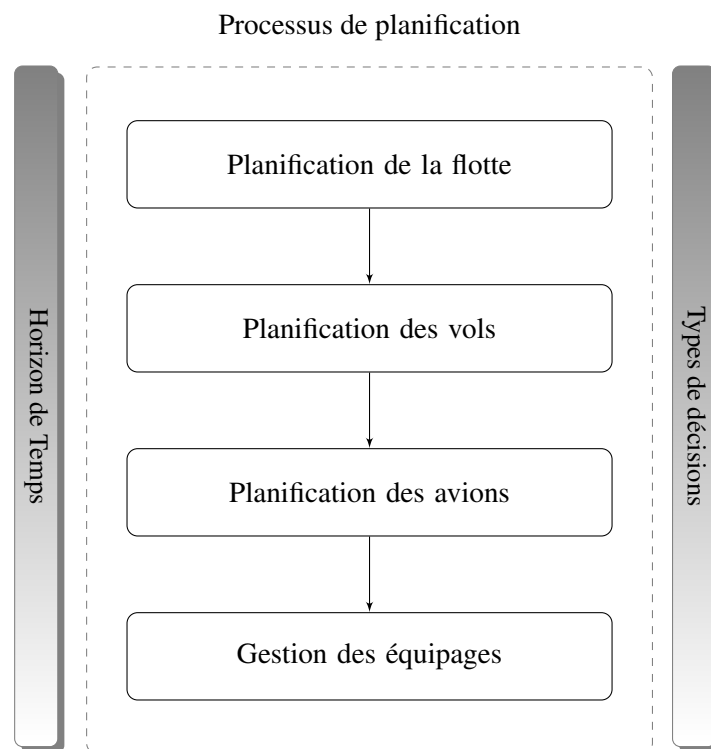 Processus de planification
Horizon de Temps
Planification de la flotte
Planification des vols
Planification des avions
Gestion des équipages
Types de décisions